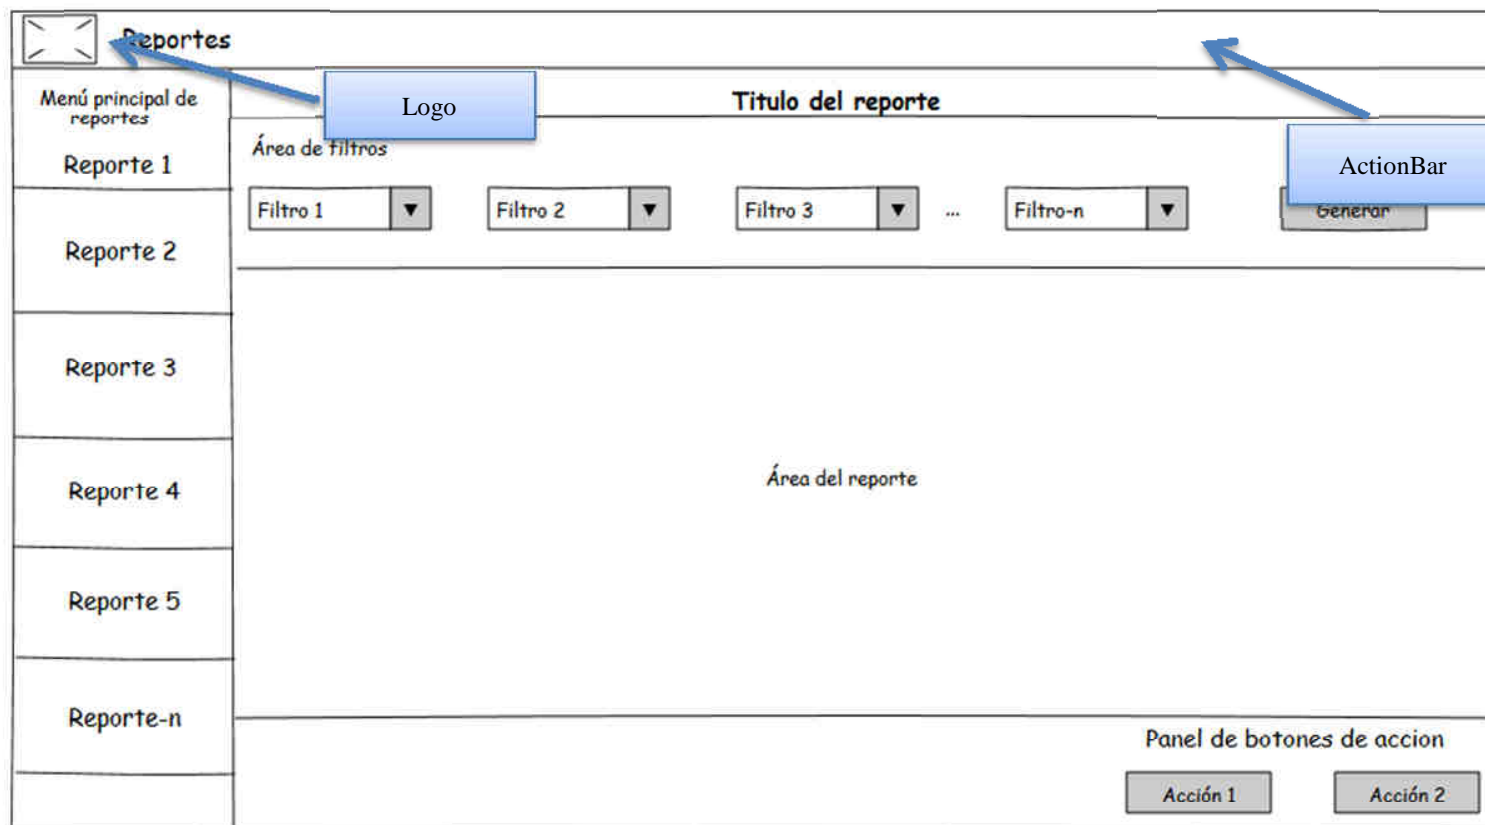 Reportes
Logo
ActionBar
Menú principal de
reportes
Titulo del reporte
Área de filtros
Reporte 1
Filtro 1
Filtro 2
Filtro 3
...
Filtro-n
Generar
Reporte 2
Reporte 3
Reporte 4
Área del reporte
Reporte 5
Reporte-n
Panel de botones de accion
Acción 1
Acción 2